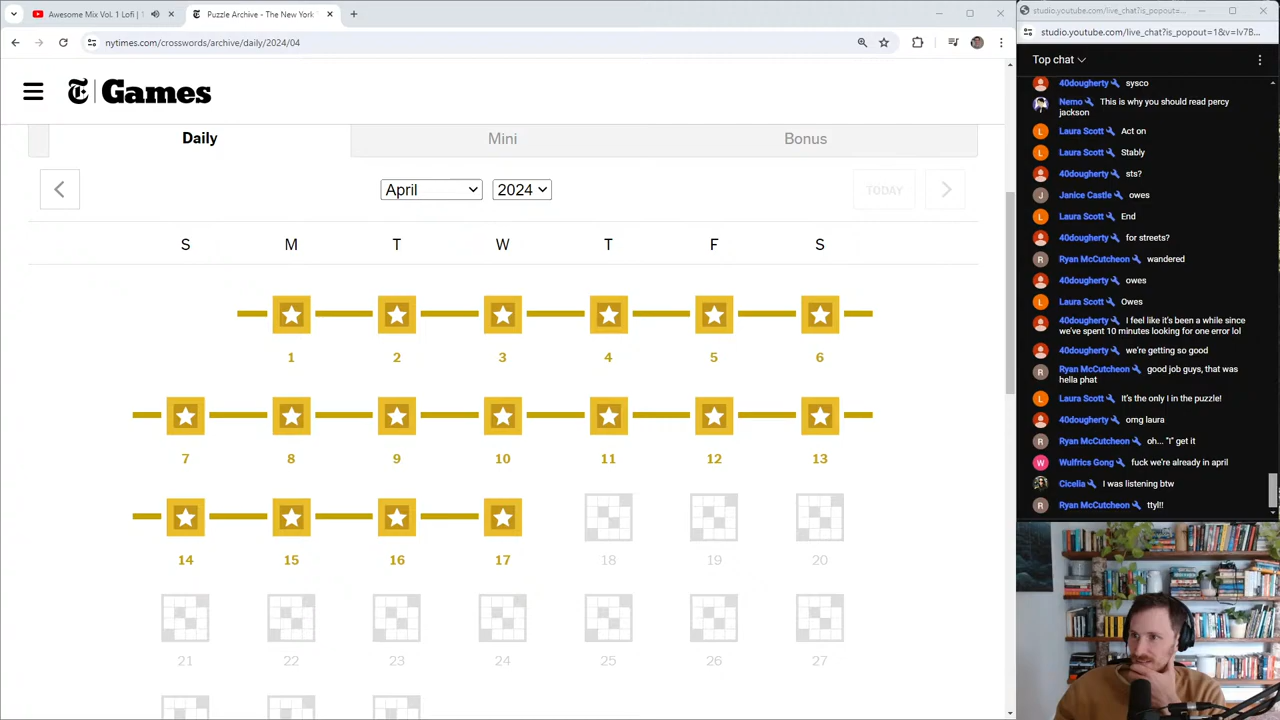 Awesome Mix Vol. 1 Lofi | 1
Puzzle Archive - The New York
studio.youtube.com/live_chat?is_popout=...
nytimes.com/crosswords/archive/daily/2024/04
studio.youtube.com/live_chat?is_popout=1&v=Iv7B...
Games
Top chat
Daily
Mini
Bonus
April
2024
TODAY
S M T W T F S
1 2 3 4 5 6
7 8 9 10 11 12 13
14 15 16 17 18 19 20
21 22 23 24 25 26 27
40dougherty sysco
Nemo This is why you should read percy
jackson
Laura Scott Act on
Laura Scott Stably
40dougherty sts?
Janice Castle owes
Laura Scott End
40dougherty for streets?
Ryan McCutcheon wandered
40dougherty owes
Laura Scott Owes
40dougherty I feel like it's been a while since
we've spent 10 minutes looking for one error lol
40dougherty we're getting so good
Ryan McCutcheon good job guys, that was
hella phat
Laura Scott It's the only I in the puzzle!
40dougherty omg laura
Ryan McCutcheon oh... "I" get it
Wulfrics Gong fuck we're already in april
Cicelia I was listening btw
Ryan McCutcheon ttyl!!